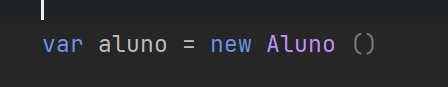 var aluno = new Aluno ()